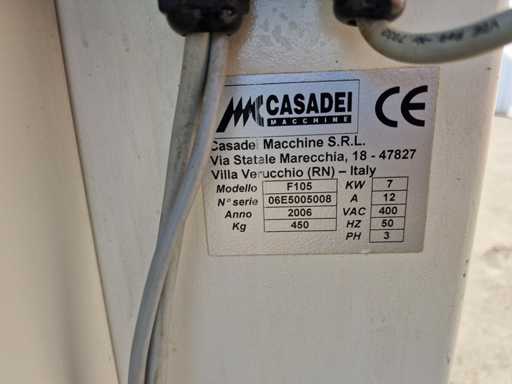 CASADEI
MACCHINE
CE
Casadei Macchine S.R.L.
Via Statale Marecchia, 18 - 47827
Villa Verucchio (RN) – Italy
Modello F105 KW 7
N° serie 06E5005008 A 12
Anno 2006 VAC 400
Kg 450 HZ 50
PH 3